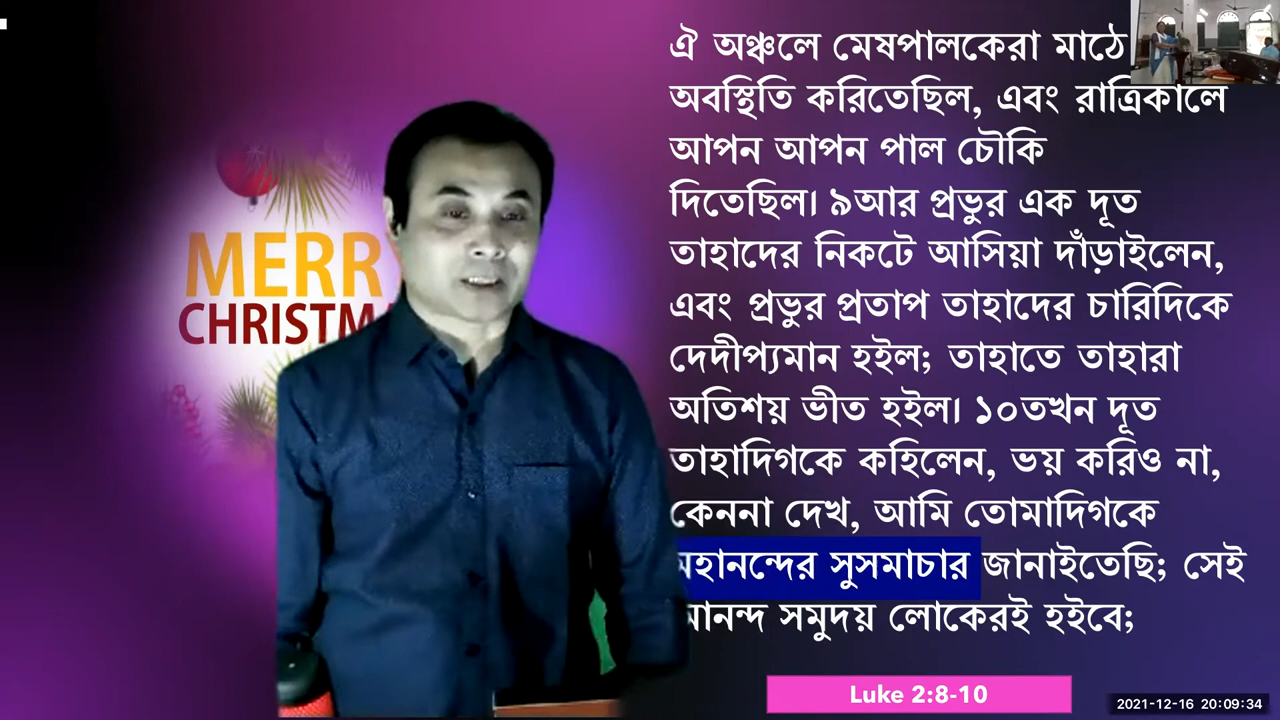 MERR
CHRISTM
ঐ অঞ্চলে মেষপালকেরা মাঠে
অবস্থিতি করিতেছিল, এবং রাত্রিকালে
আপন আপন পাল চৌকি
দিতেছিল। ৯আর প্রভুর এক দূত
তাহাদের নিকটে আসিয়া দাঁড়াইলেন,
এবং প্রভুর প্রতাপ তাহাদের চারিদিকে
দেদীপ্যমান হইল; তাহাতে তাহারা
অতিশয় ভীত হইল। ১০তখন দূত
তাহাদিগকে কহিলেন, ভয় করিও না,
কেননা দেখ, আমি তোমাদিগকে
মহানন্দের সুসমাচার জানাইতেছি; সেই
আনন্দ সমুদয় লোকেরই হইবে;
Luke 2:8-10
2021-12-16 20:09:34